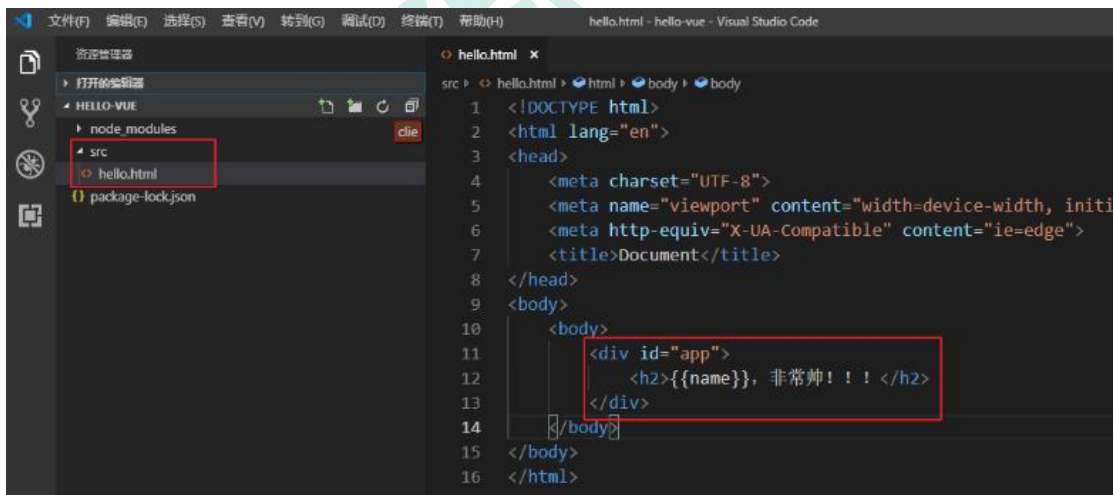 文件(F) 编辑(E) 选择(S) 查看(V) 转到(G) 调试(D) 终端(T) 帮助(H) hello.html - hello-vue - Visual Studio Code
资源管理器
打开的编辑器
HELLO-VUE
node_modules
clie
src
hello.html
package-lock.json
hello.html ×
src hello.html html body body
1 <!DOCTYPE html>
2 <html lang="en">
3 <head>
4 <meta charset="UTF-8">
5 <meta name="viewport" content="width=device-width, initi
6 <meta http-equiv="X-UA-Compatible" content="ie=edge">
7 <title>Document</title>
8 </head>
9 <body>
10 <body>
11 <div id="app">
12 <h2>{{name}}，非常帅！！！</h2>
13 </div>
14 </body>
15 </body>
16 </html>